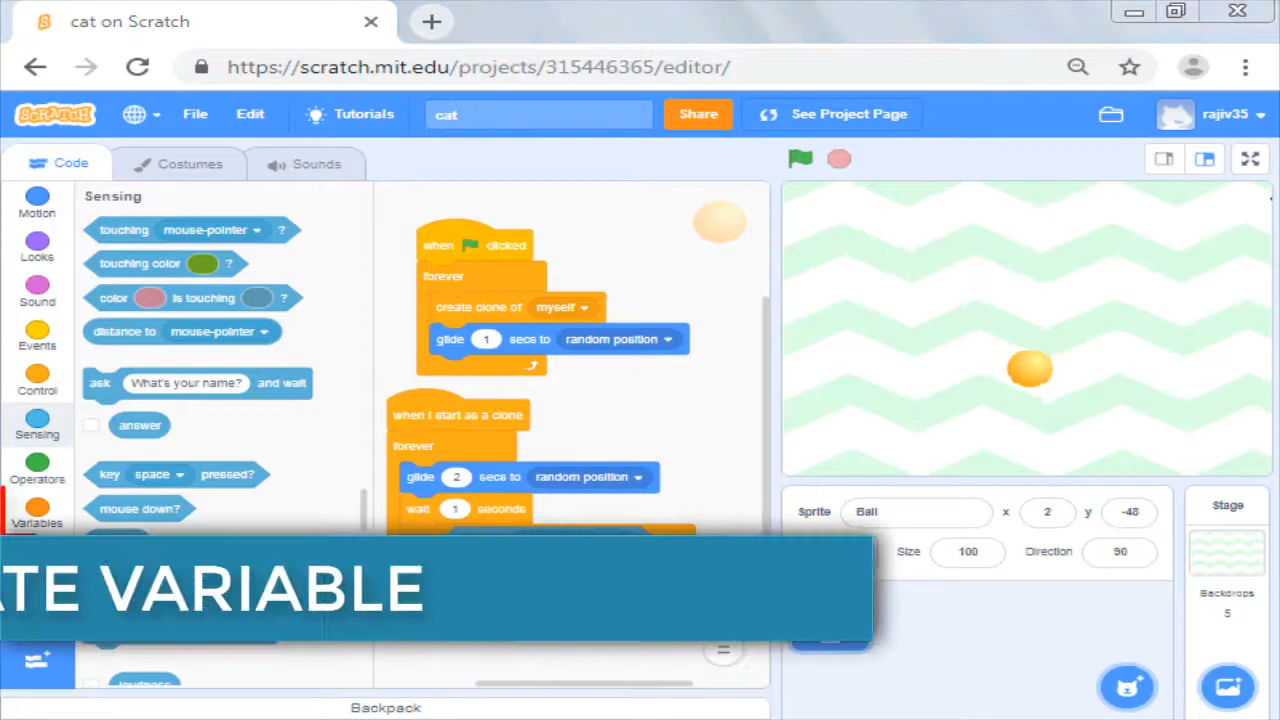 cat on Scratch
https://scratch.mit.edu/projects/315446365/editor/
SCRATCH
File
Edit
Tutorials
cat
Share
See Project Page
rajiv35
Code
Costumes
Sounds
Motion
Looks
Sound
Events
Control
Sensing
Operators
Variables
Sensing
touching mouse-pointer ?
touching color ?
color is touching ?
distance to mouse-pointer
ask What's your name? and wait
answer
key space pressed?
mouse down?
loudness
when clicked
forever
create clone of myself
glide 1 secs to random position
when I start as a clone
forever
glide 2 secs to random position
wait 1 seconds
Sprite Ball x 2 y -48
Size 100 Direction 90
Stage
Backdrops
5
ATE VARIABLE
Backpack